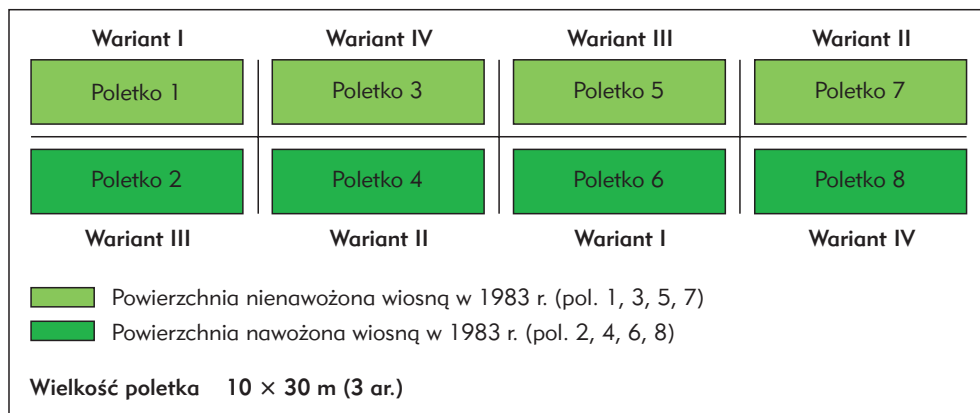 Wariant I Wariant IV Wariant III Wariant II
Poletko 1 Poletko 3 Poletko 5 Poletko 7
Poletko 2 Poletko 4 Poletko 6 Poletko 8
Wariant III Wariant II Wariant I Wariant IV
Powierzchnia nienawożona wiosną w 1983 r. (pol. 1, 3, 5, 7)
Powierzchnia nawożona wiosną w 1983 r. (pol. 2, 4, 6, 8)
Wielkość poletka 10 × 30 m (3 ar.)